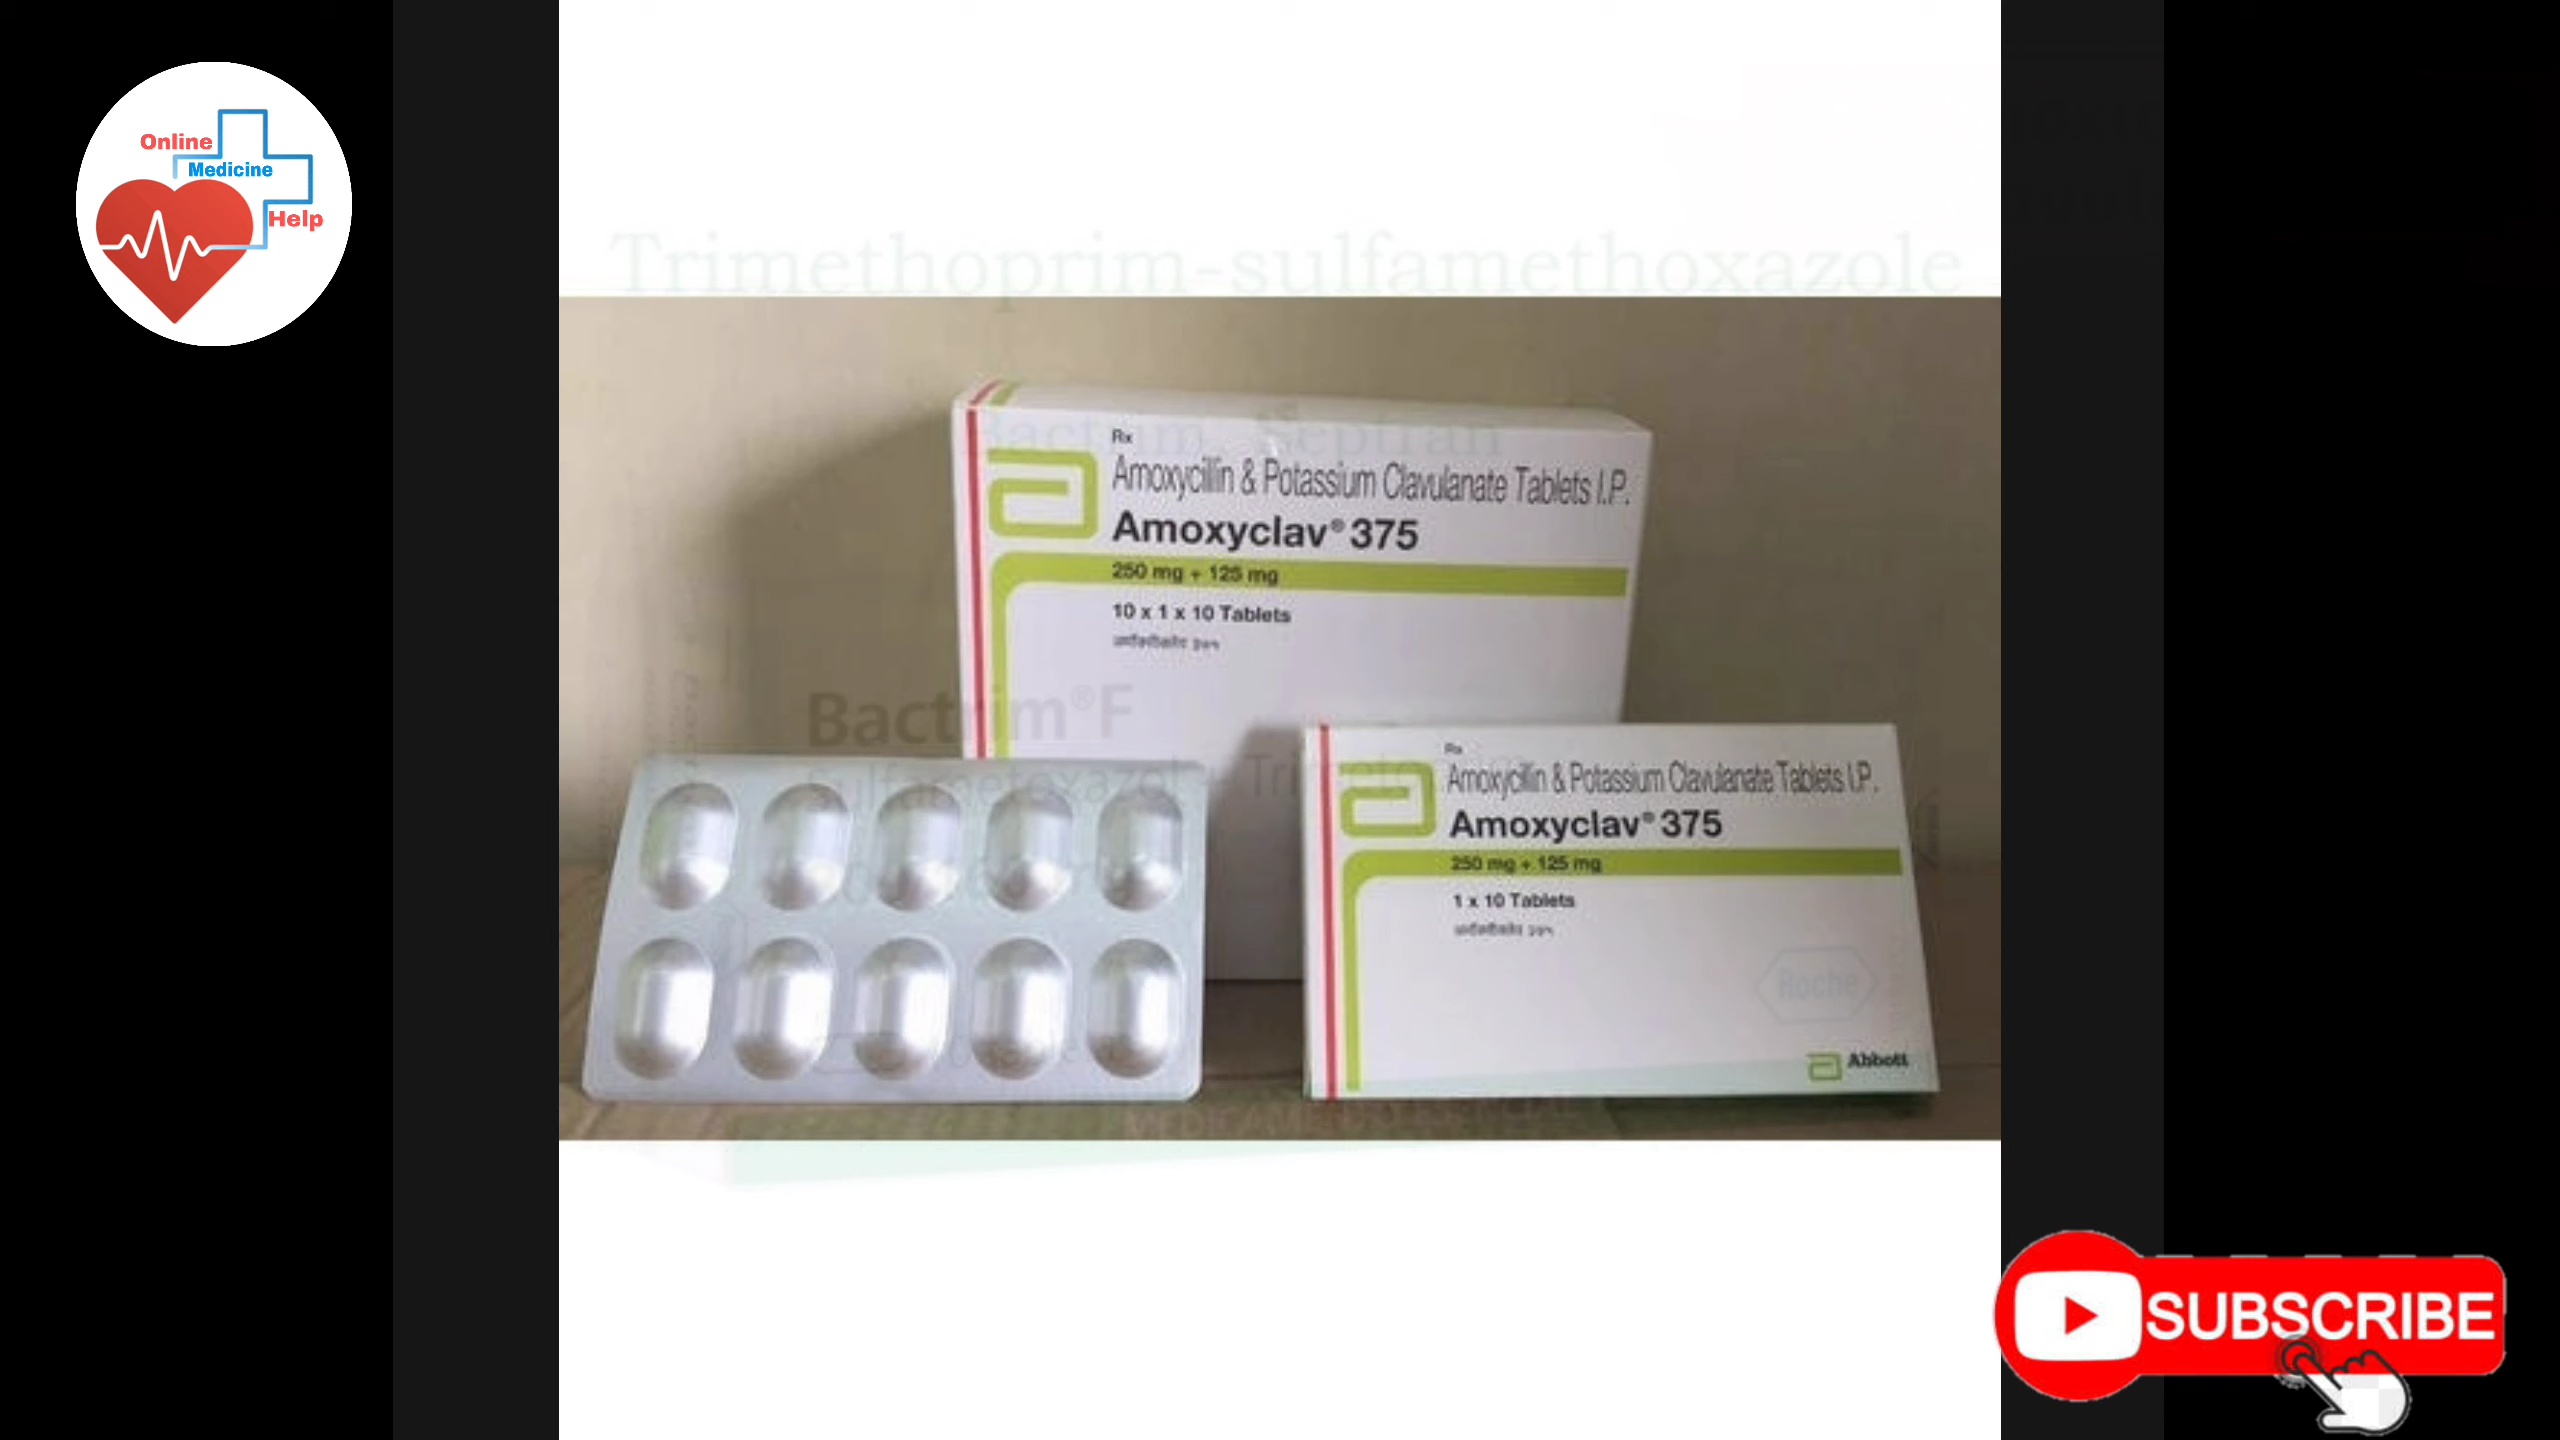 Online
Medicine
Help
Trimethoprim-sulfamethoxazole
Bactrim Septran
Rx
Amoxycillin & Potassium Clavulanate Tablets I.P.
Amoxyclav® 375
250 mg + 125 mg
10 x 1 x 10 Tablets
Bactrim®F
Rx
Amoxycillin & Potassium Clavulanate Tablets I.P.
Amoxyclav® 375
250 mg + 125 mg
1 x 10 Tablets
Roche
Abbott
SUBSCRIBE